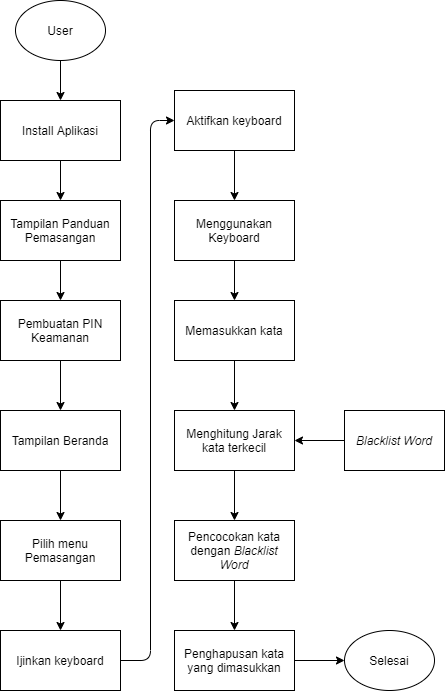 User
Install Aplikasi
Tampilan Panduan
Pemasangan
Pembuatan PIN
Keamanan
Tampilan Beranda
Pilih menu
Pemasangan
Ijinkan keyboard
Aktifkan keyboard
Menggunakan
Keyboard
Memasukkan kata
Menghitung Jarak
kata terkecil
Blacklist Word
Pencocokan kata
dengan Blacklist
Word
Penghapusan kata
yang dimasukkan
Selesai